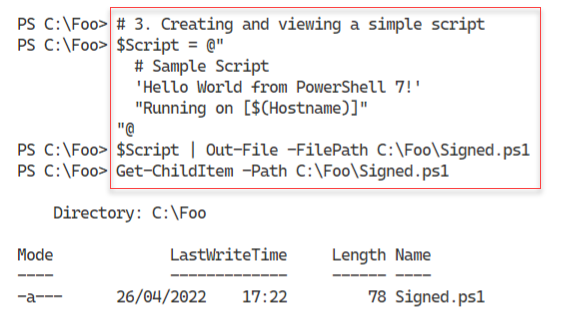 PS C:\Foo> # 3. Creating and viewing a simple script
PS C:\Foo> $Script = @"
# Sample Script
'Hello World from PowerShell 7!'
"Running on [$(Hostname)]"
"@
PS C:\Foo> $Script | Out-File -FilePath C:\Foo\Signed.ps1
PS C:\Foo> Get-ChildItem -Path C:\Foo\Signed.ps1
Directory: C:\Foo
Mode LastWriteTime Length Name
---- ------------- ------ ----
-a--- 26/04/2022 17:22 78 Signed.ps1